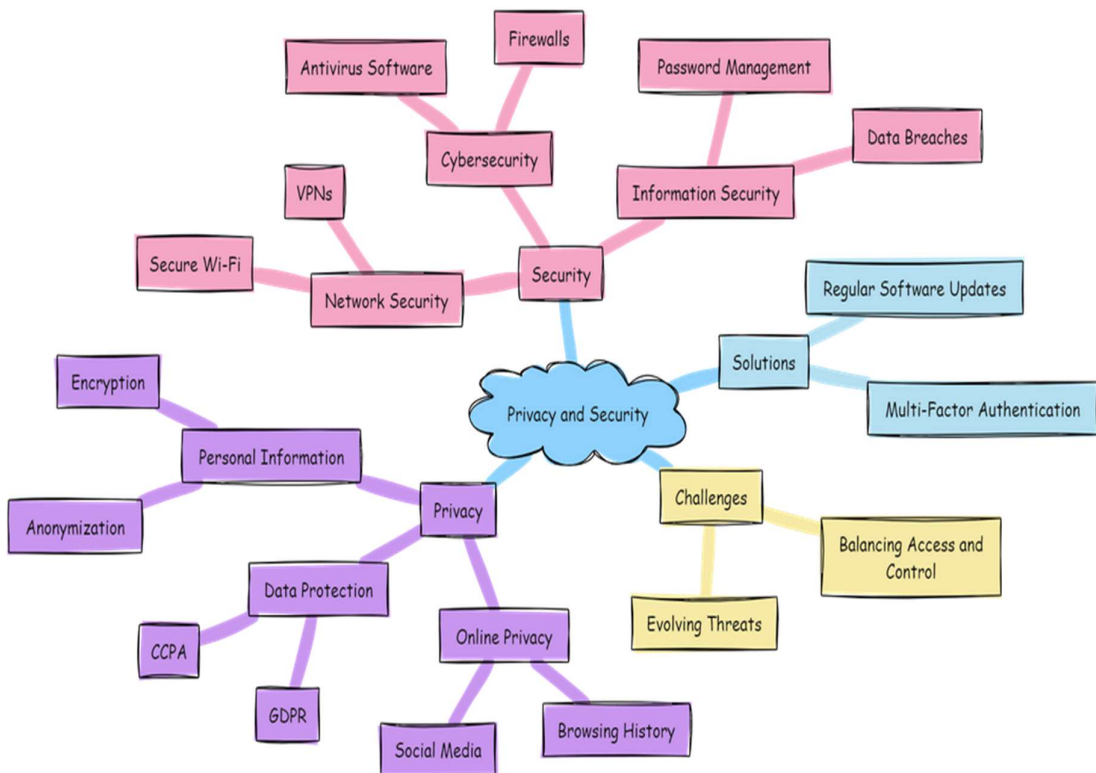 Firewalls
Antivirus Software
Password Management
Cybersecurity
Data Breaches
VPNs
Information Security
Secure Wi-Fi
Network Security
Security
Regular Software Updates
Solutions
Multi-Factor Authentication
Privacy and Security
Encryption
Personal Information
Anonymization
Privacy
Challenges
Balancing Access and
Control
Evolving Threats
Data Protection
CCPA
GDPR
Online Privacy
Social Media
Browsing History